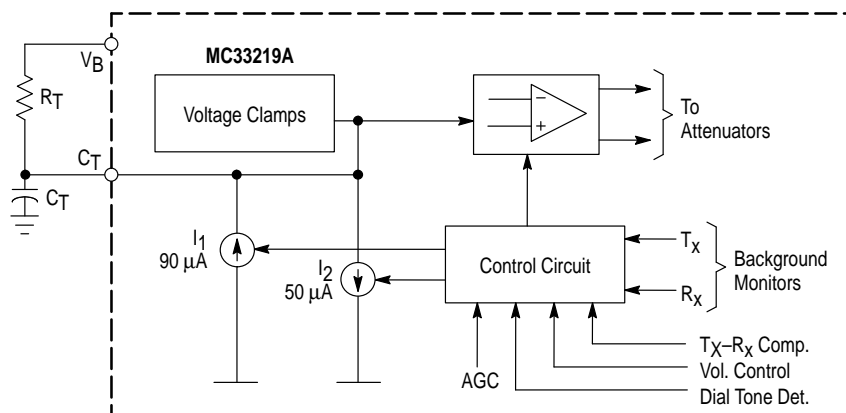 V_B
MC33219A
R_T
Voltage Clamps
−
+
To
Attenuators
C_T
C_T
I_1
90 µA
I_2
50 µA
Control Circuit
T_X
R_X
Background
Monitors
AGC
T_X–R_X Comp.
Vol. Control
Dial Tone Det.